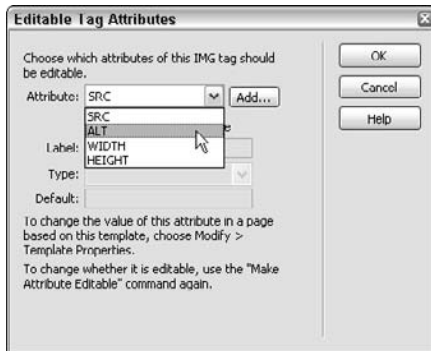 Editable Tag Attributes
Choose which attributes of this IMG tag should
be editable.
Attribute: SRC Add...
SRC
ALT
WIDTH
HEIGHT
Label:
Type:
Default:
To change the value of this attribute in a page
based on this template, choose Modify >
Template Properties.
To change whether it is editable, use the "Make
Attribute Editable" command again.
OK
Cancel
Help